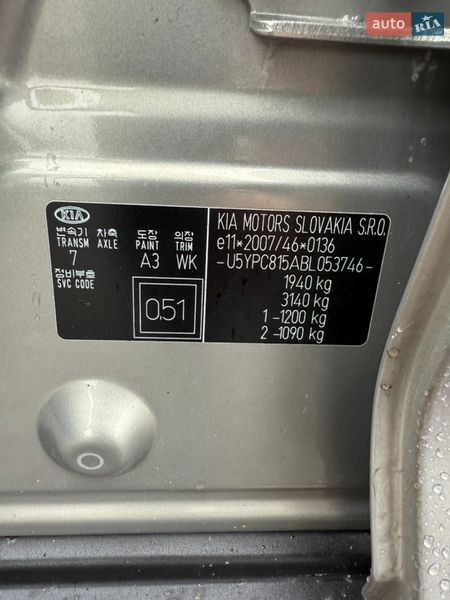 auto RIA
KIA
변속기 차축 도장 의장
TRANSM AXLE PAINT TRIM
7 A3 WK
정비부호
SVC CODE
0.51
KIA MOTORS SLOVAKIA S.R.O.
e11*2007/46*0136
-U5YPC815ABL053746-
1940 kg
3140 kg
1 -1200 kg
2 -1090 kg